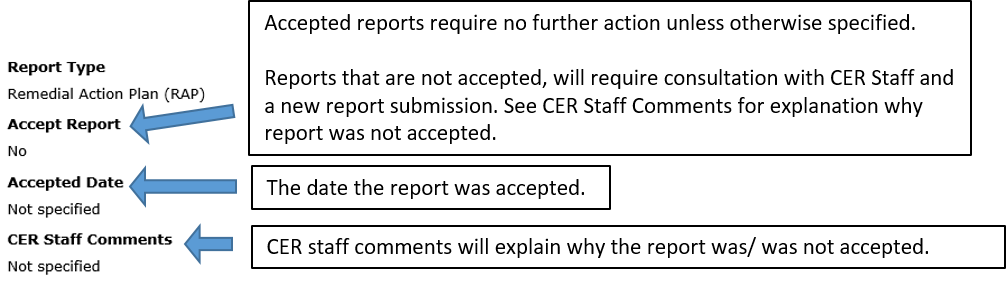 Report Type
Remedial Action Plan (RAP)
Accept Report
No
Accepted Date
Not specified
CER Staff Comments
Not specified
Accepted reports require no further action unless otherwise specified.
Reports that are not accepted, will require consultation with CER Staff and
a new report submission. See CER Staff Comments for explanation why
report was not accepted.
The date the report was accepted.
CER staff comments will explain why the report was/ was not accepted.